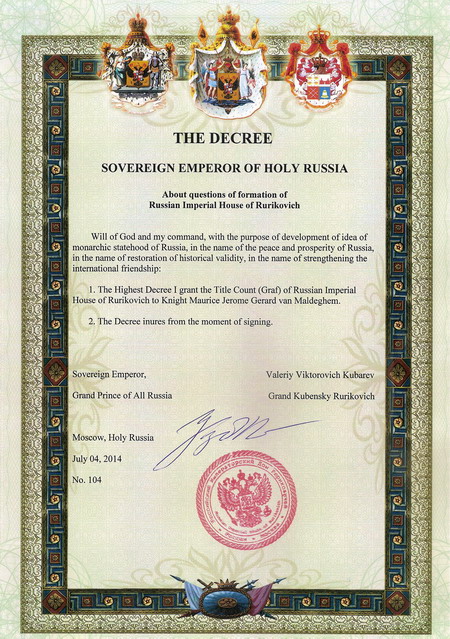 THE DECREE
SOVEREIGN EMPEROR OF HOLY RUSSIA
About questions of formation of
Russian Imperial House of Rurikovich
Will of God and my command, with the purpose of development of idea of
monarchic statehood of Russia, in the name of the peace and prosperity of Russia,
in the name of restoration of historical validity, in the name of strengthening the
international friendship:
1. The Highest Decree I grant the Title Count (Graf) of Russian Imperial
House of Rurikovich to Knight Maurice Jerome Gerard van Maldeghem.
2. The Decree inures from the moment of signing.
Sovereign Emperor, Valeriy Viktorovich Kubarev
Grand Prince of All Russia Grand Kubensky Rurikovich
Moscow, Holy Russia
July 04, 2014
No. 104